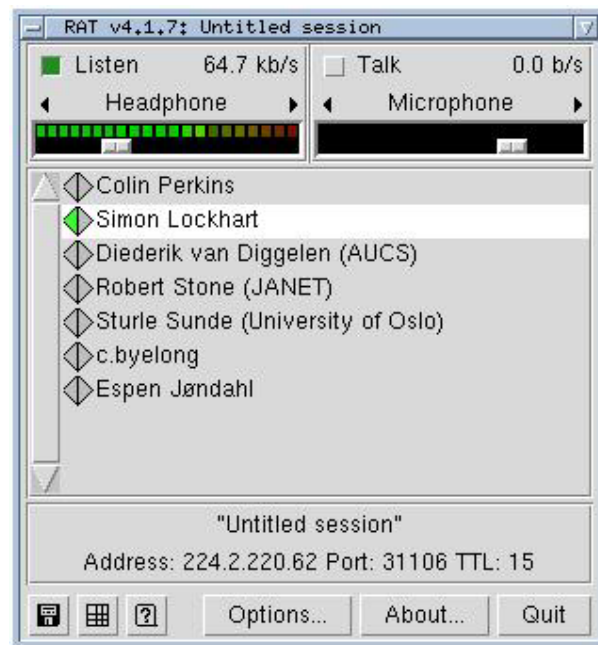 RAT v4.1.7: Untitled session
Listen 64.7 kb/s Talk 0.0 b/s
Headphone Microphone
Colin Perkins
Simon Lockhart
Diederik van Diggelen (AUCS)
Robert Stone (JANET)
Sturle Sunde (University of Oslo)
c.byelong
Espen Jøndahl
"Untitled session"
Address: 224.2.220.62 Port: 31106 TTL: 15
Options... About... Quit